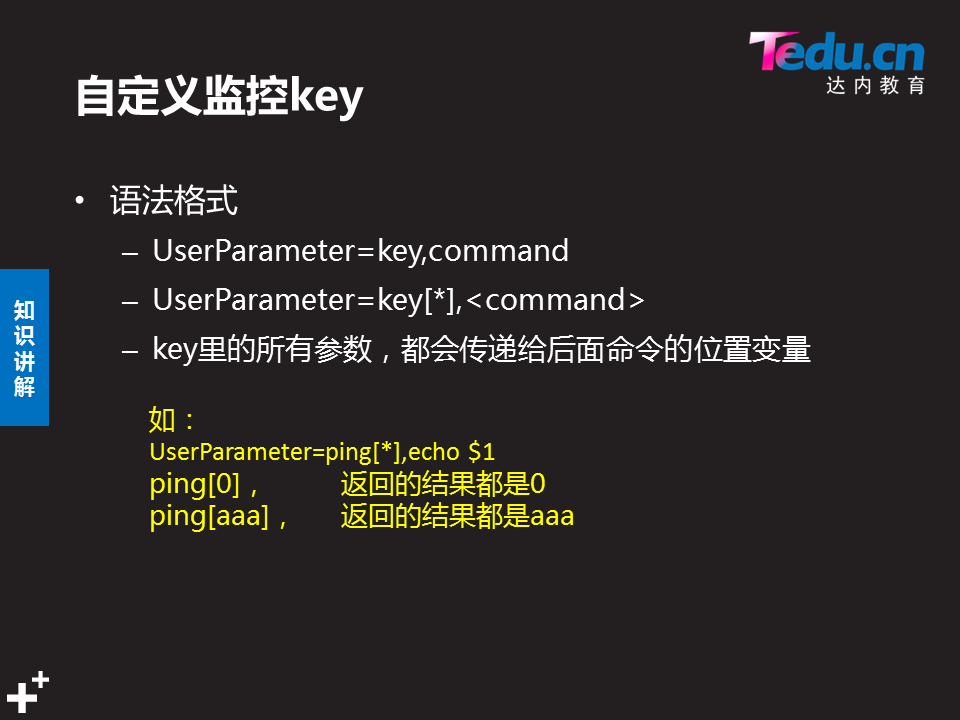 Tedu.cn
达内教育
自定义监控key
• 语法格式
– UserParameter=key,command
– UserParameter=key[*],<command>
– key里的所有参数，都会传递给后面命令的位置变量
知识讲解
如：
UserParameter=ping[*],echo $1
ping[0]， 返回的结果都是0
ping[aaa]， 返回的结果都是aaa